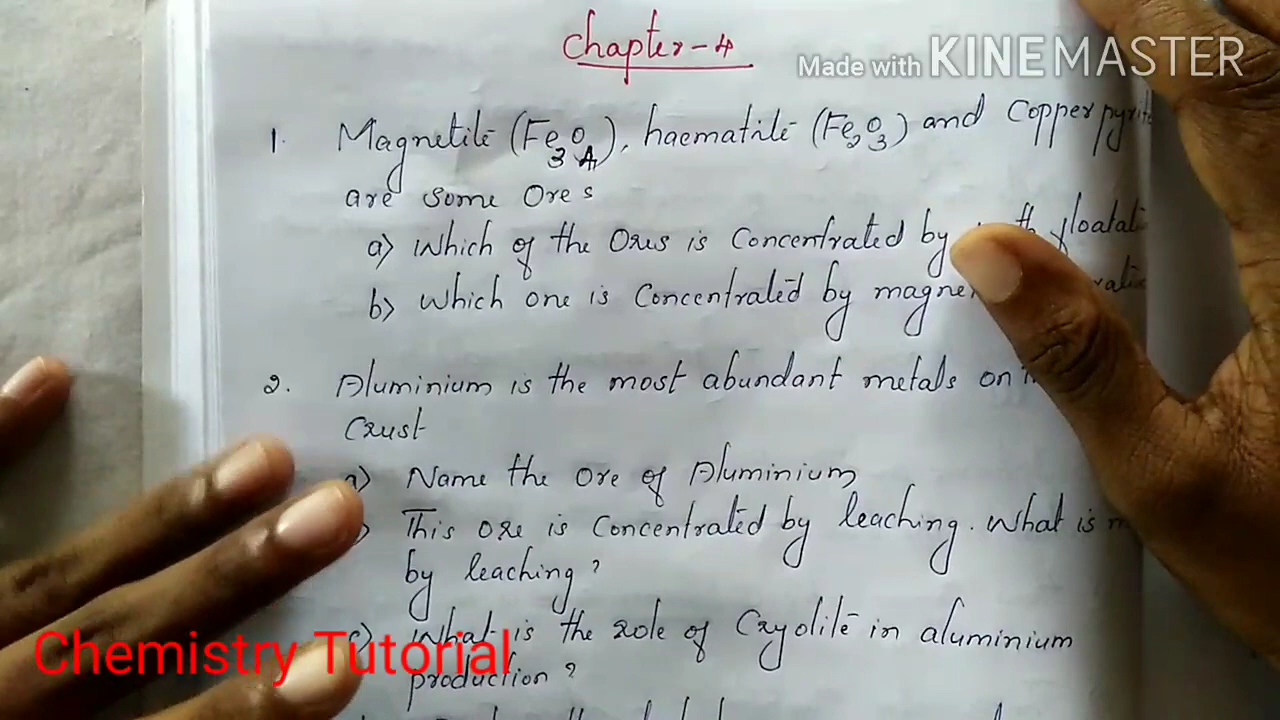 Chapter-4
Made with KINEMASTER
1. Magnetite (Fe3O4), haematite (Fe2O3) and Copper
are some Ores
a) Which of the Ores is Concentrated by
b) Which one is Concentrated by
2. Aluminium is the most abundant metals on
Crust
a) Name the Ore of Aluminium
This ore is Concentrated by leaching. What is
by leaching?
c) What is the role of Cryolite in aluminium
production?
Chemistry Tutorial